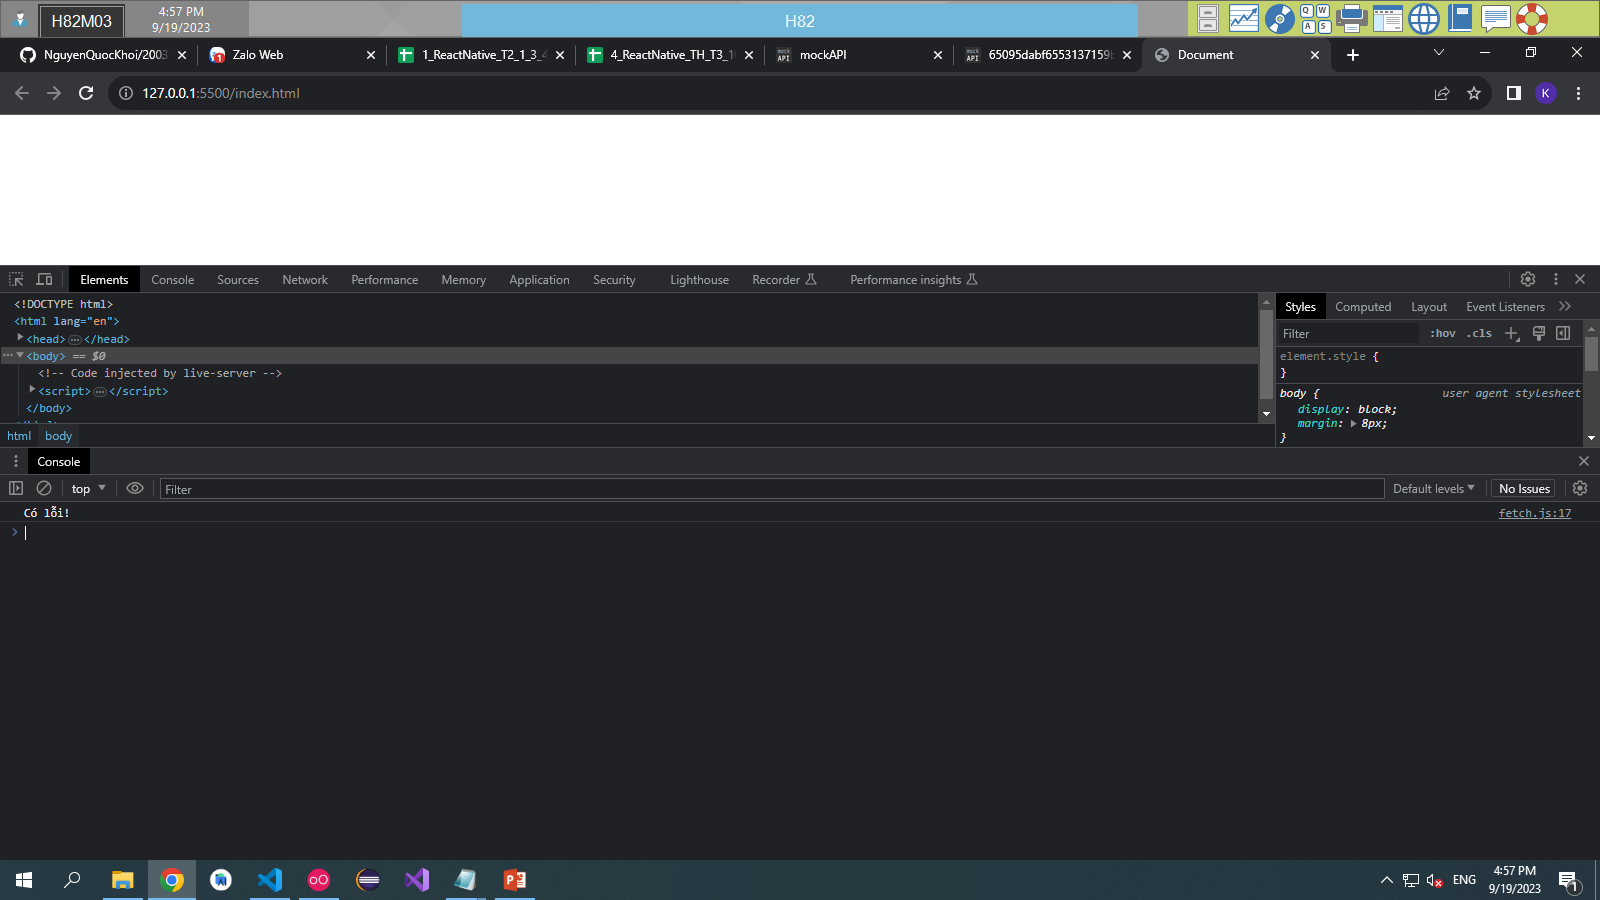 H82M03
4:57 PM
9/19/2023
H82
NguyenQuocKhoi/2003
Zalo Web
1_ReactNative_T2_1_3_4
4_ReactNative_TH_T3_1
mockAPI
65095dabf6553137159
Document
127.0.0.1:5500/index.html
K
Elements
Console
Sources
Network
Performance
Memory
Application
Security
Lighthouse
Recorder
Performance insights
<!DOCTYPE html>
<html lang="en">
<head>…</head>
<body> == $0
<!-- Code injected by live-server -->
<script>…</script>
</body>
html
body
Styles
Computed
Layout
Event Listeners
Filter
:hov
.cls
element.style {
}
body {
user agent stylesheet
display: block;
margin: 8px;
}
Console
top
Filter
Default levels
No Issues
Có lỗi!
fetch.js:17
ENG
4:57 PM
9/19/2023
1